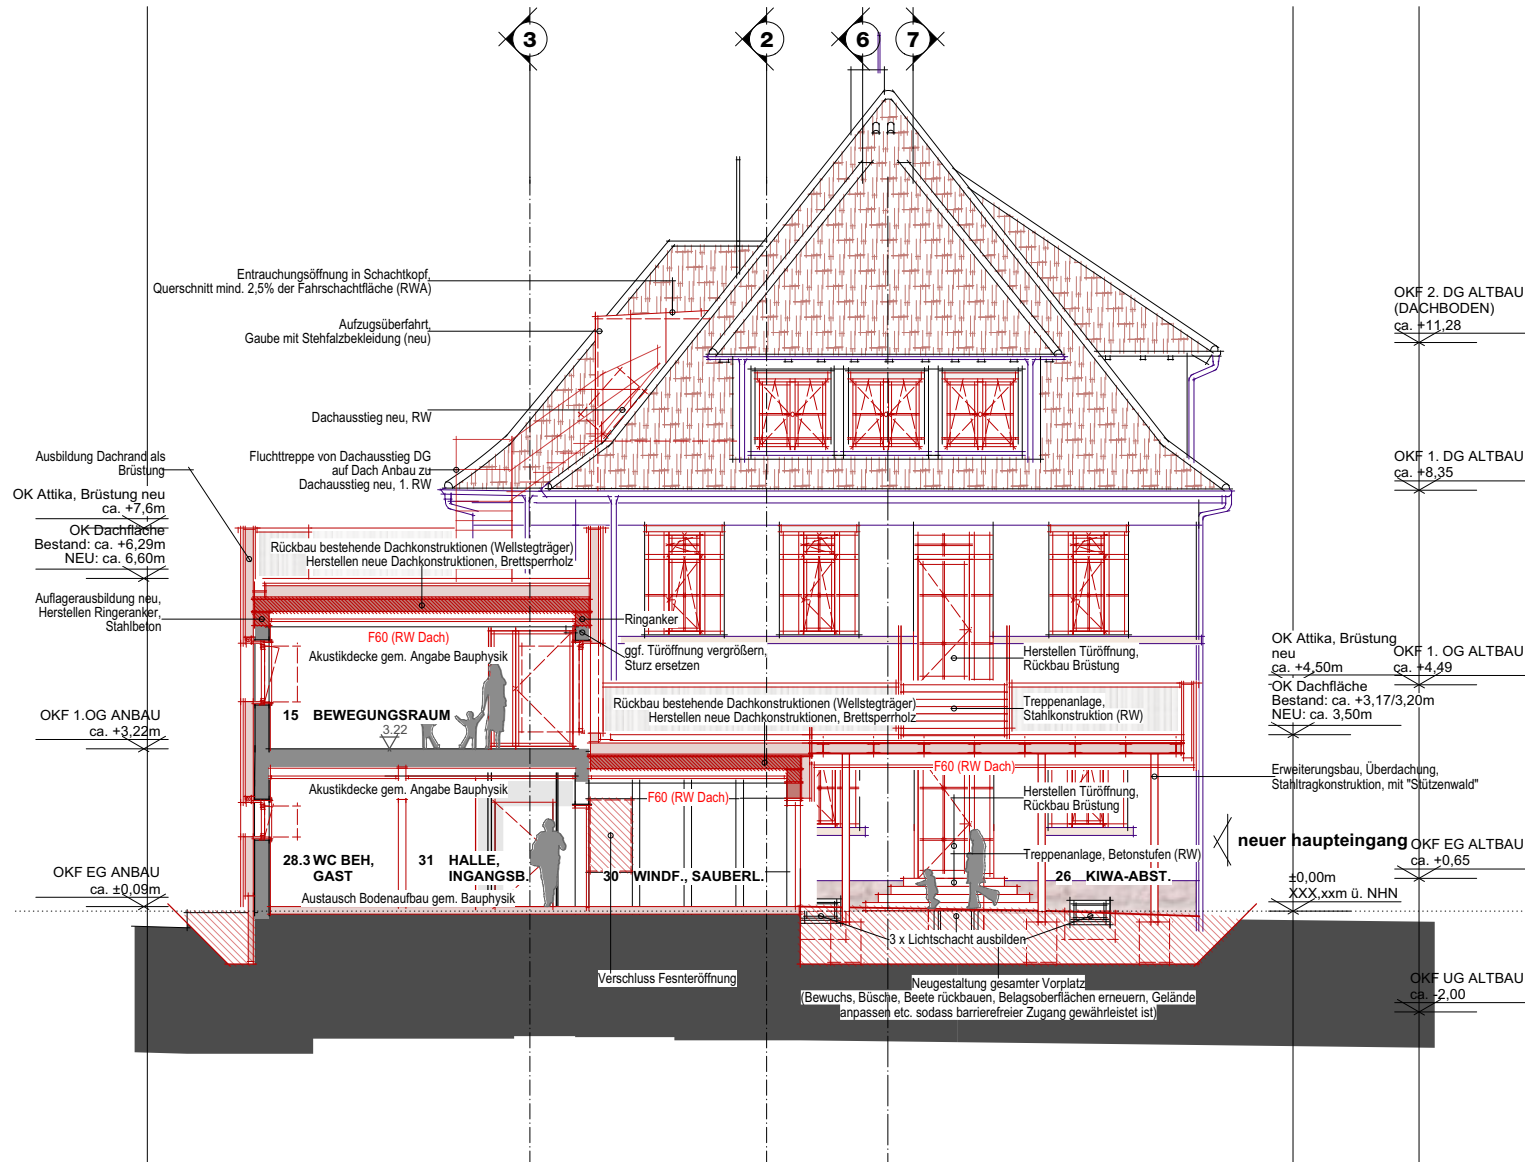 3
2
6
7
Entrauchungsöffnung in Schachtkopf,
Querschnitt mind. 2,5% der Fahrschachtfläche (RWA)
Aufzugsüberfahrt,
Gaube mit Stehfalzbekleidung (neu)
Dachausstieg neu, RW
Fluchttreppe von Dachausstieg DG
auf Dach Anbau zu
Dachausstieg neu, 1. RW
Ausbildung Dachrand als
Brüstung
OK Attika, Brüstung neu
ca. +7,6m
OK Dachfläche
Bestand: ca. +6,29m
NEU: ca. 6,60m
Auflagerausbildung neu,
Herstellen Ringeranker,
Stahlbeton
OKF 1.OG ANBAU
ca. +3,22m
OKF EG ANBAU
ca. ±0,09m
Rückbau bestehende Dachkonstruktionen (Wellstegträger)
Herstellen neue Dachkonstruktionen, Brettsperrholz
F60 (RW Dach)
Akustikdecke gem. Angabe Bauphysik
15 BEWEGUNGSRAUM
3.22
Ringanker
ggf. Türöffnung vergrößern,
Sturz ersetzen
Rückbau bestehende Dachkonstruktionen (Wellstegträger)
Herstellen neue Dachkonstruktionen, Brettsperrholz
Herstellen Türöffnung,
Rückbau Brüstung
Treppenanlage,
Stahlkonstruktion (RW)
Akustikdecke gem. Angabe Bauphysik
F60 (RW Dach)
F60 (RW Dach)
Herstellen Türöffnung,
Rückbau Brüstung
28.3 WC BEH,
GAST
31 HALLE,
INGANGSB.
30 WINDF., SAUBERL.
Treppenanlage, Betonstufen (RW)
26 KIWA-ABST.
Austausch Bodenaufbau gem. Bauphysik
3 x Lichtschacht ausbilden
Verschluss Fesnteröffnung
Neugestaltung gesamter Vorplatz
(Bewuchs, Büsche, Beete rückbauen, Belagsoberflächen erneuern, Gelände
anpassen etc. sodass barrierefreier Zugang gewährleistet ist)
OKF 2. DG ALTBAU
(DACHBODEN)
ca. +11,28
OKF 1. DG ALTBAU
ca. +8,35
OK Attika, Brüstung
neu
ca. +4,50m
OK Dachfläche
Bestand: ca. +3,17/3,20m
NEU: ca. 3,50m
OKF 1. OG ALTBAU
ca. +4,49
Erweiterungsbau, Überdachung,
Stahltragkonstruktion, mit "Stützenwald"
neuer haupteingang
OKF EG ALTBAU
ca. +0,65
±0,00m
XXX,xxm ü. NHN
OKF UG ALTBAU
ca. -2,00